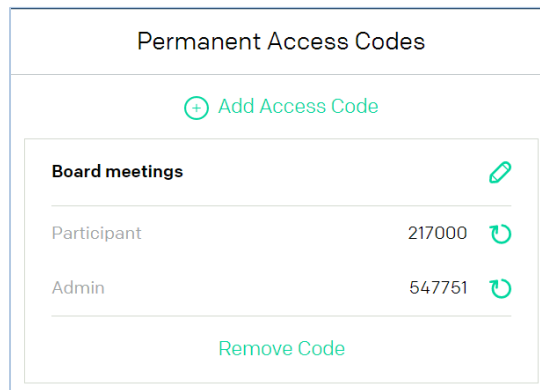 Permanent Access Codes
Add Access Code
Board meetings
Participant 217000
Admin 547751
Remove Code